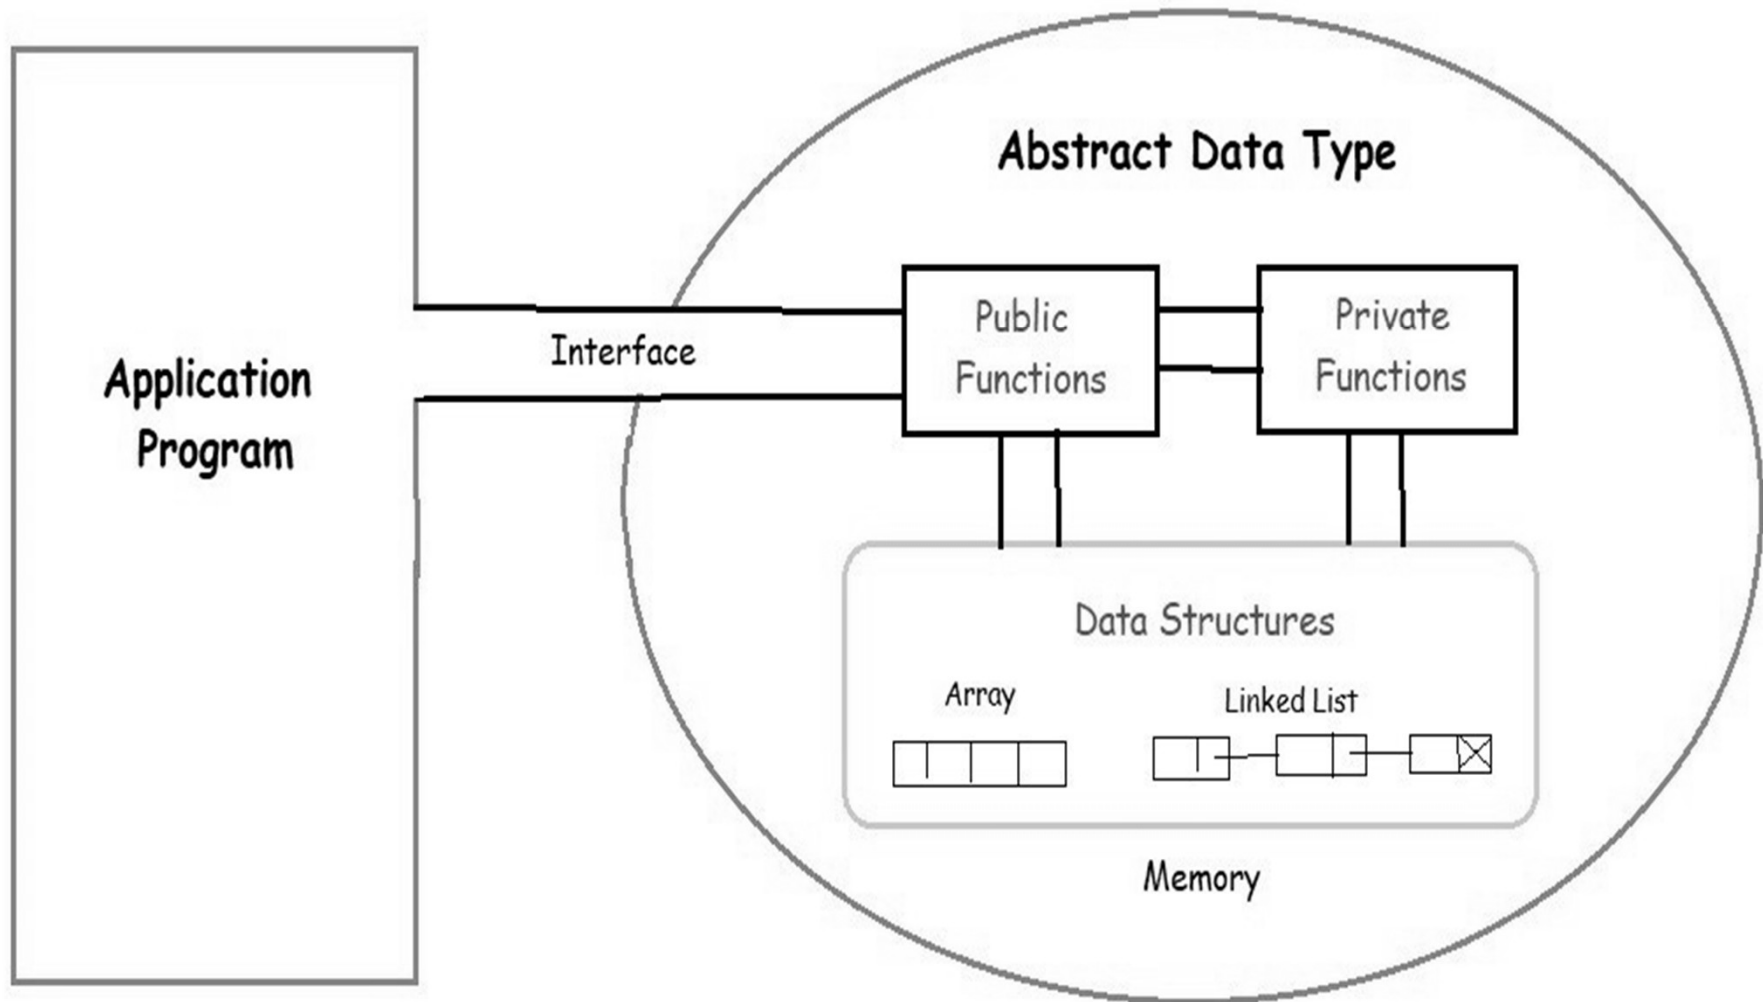 Abstract Data Type
Application
Program
Interface
Public
Functions
Private
Functions
Data Structures
Array
Linked List
Memory